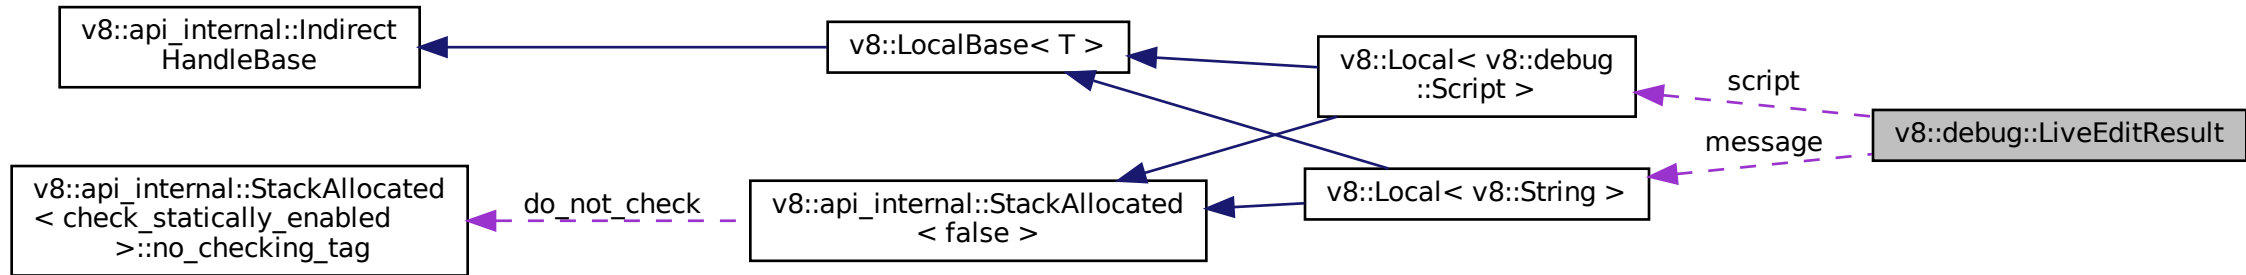 v8::api_internal::Indirect
HandleBase
v8::LocalBase< T >
v8::Local< v8::debug
::Script >
script
v8::debug::LiveEditResult
message
v8::Local< v8::String >
v8::api_internal::StackAllocated
< false >
do_not_check
v8::api_internal::StackAllocated
< check_statically_enabled
>::no_checking_tag